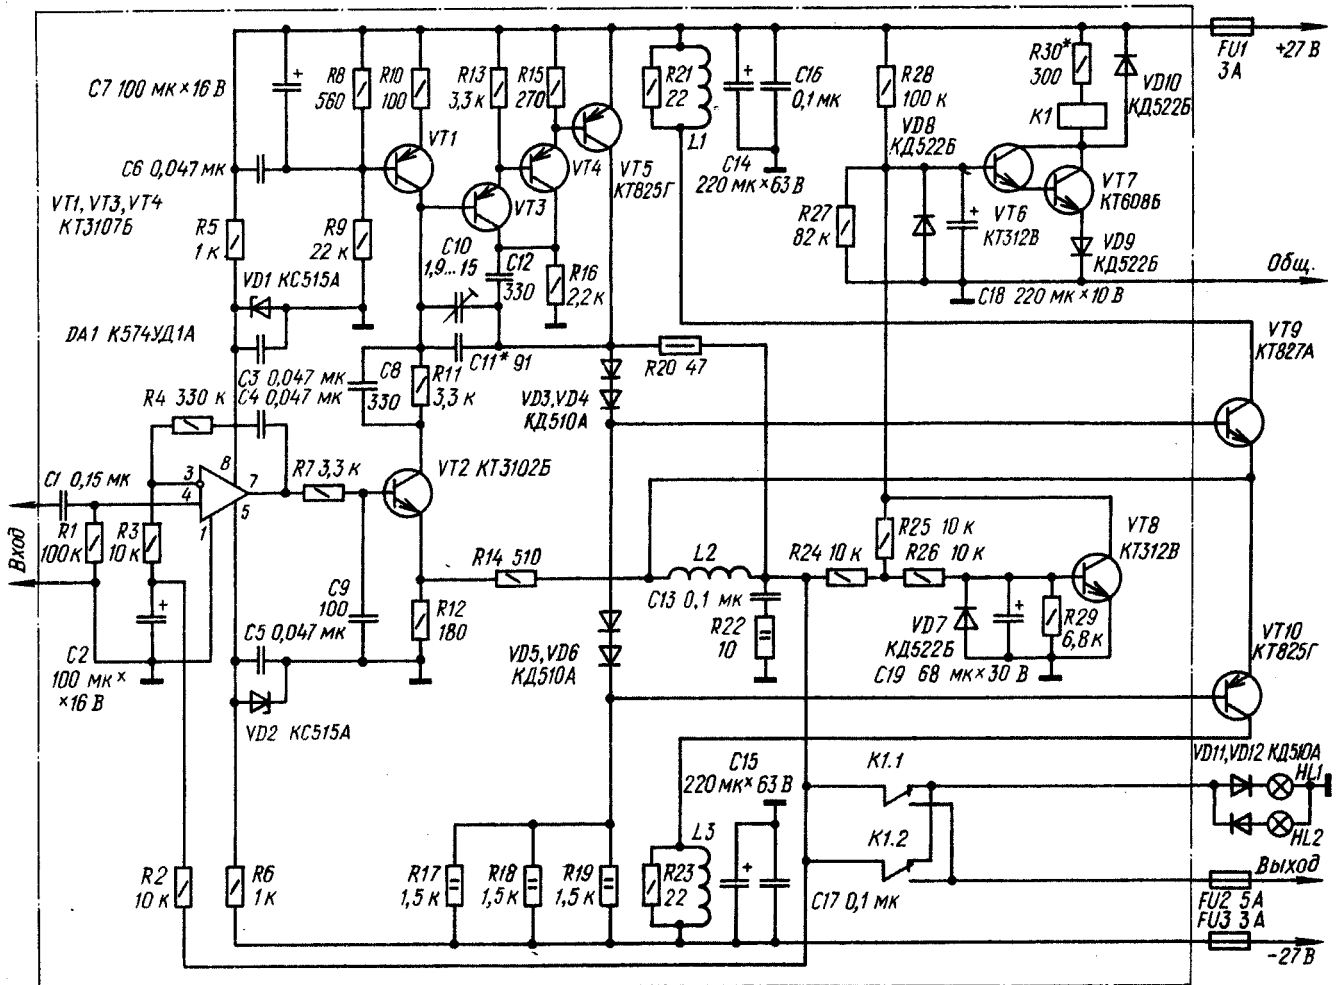 C7 100 мк×16 В
R8
560
R10
100
R13
3,3 к
R15
270
R21
22
L1
C16
0,1 мк
R28
100 к
R30*
300
K1
VD10
КД522Б
FU1
3 А
+27 В
VT1
VT4
VT5
КТ825Г
C14
220 мк×63 В
VD8
КД522Б
C6 0,047 мк
VT1, VT3, VT4
КТ3107Б
R5
1 к
R9
22 к
VT3
C10
1,9...15
C12
330
R16
2,2 к
R27
82 к
VT6
КТ312В
VT7
КТ608Б
VD9
КД522Б
Общ.
C18 220 мк×10 В
VD1 КС515А
DA1 К574УД1А
C3 0,047 мк
C4 0,047 мк
R4 330 к
C8
330
R11
3,3 к
C11* 91
R20 47
VD3, VD4
КД510А
VT9
КТ827А
C1 0,15 мк
3
4
8
7
5
1
R7 3,3 к
VT2 КТ3102Б
Вход
R1
100 к
R3
10 к
R14 510
L2
R24 10 к
R25 10 к
R26 10 к
VT8
КТ312В
C13 0,1 мк
C9
100
R12
180
C5 0,047 мк
R22
10
VD7
КД522Б
R29
6,8 к
C19 68 мк×30 В
C2
100 мк×
×16 В
VD5, VD6
КД510А
VT10
КТ825Г
VD2 КС515А
C15
220 мк×63 В
K1.1
VD11, VD12 КД510А
HL1
HL2
K1.2
L3
R2
10 к
R6
1 к
R17
1,5 к
R18
1,5 к
R19
1,5 к
R23
22
C17 0,1 мк
Выход
FU2 5А
FU3 3 А
-27 В